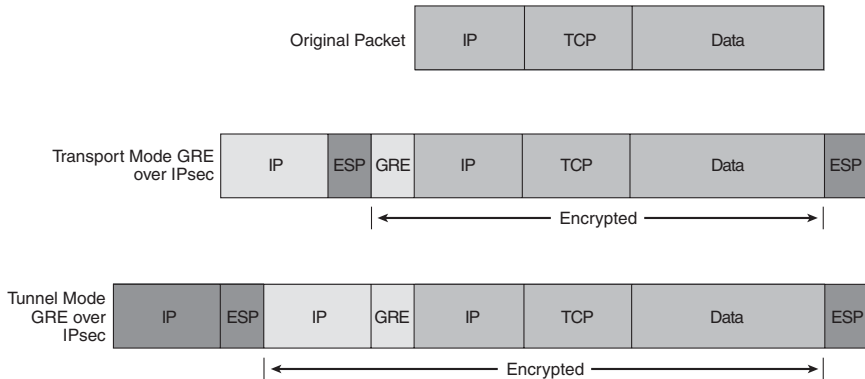 Original Packet
IP TCP Data
Transport Mode GRE
over IPsec
IP ESP GRE IP TCP Data ESP
Encrypted
Tunnel Mode
GRE over
IPsec
IP ESP IP GRE IP TCP Data ESP
Encrypted